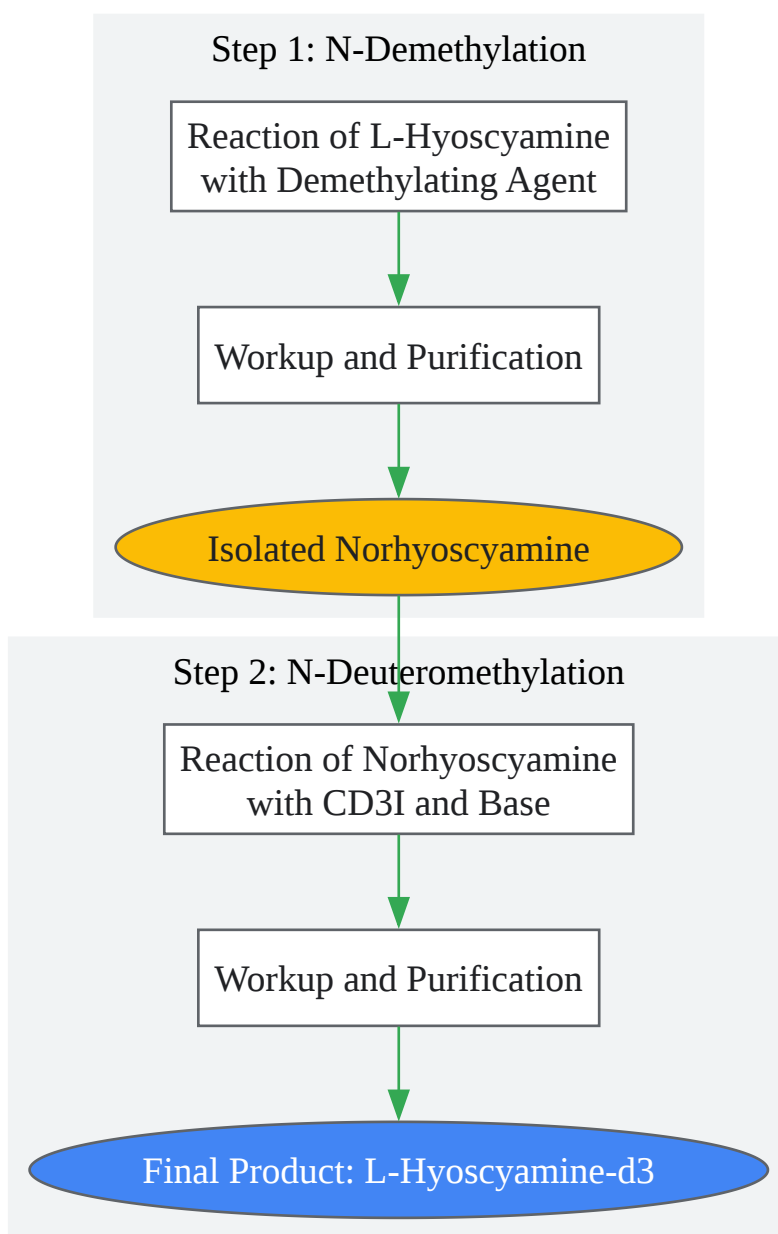 Step 1: N-Demethylation
Reaction of L-Hyoscyamine
with Demethylating Agent
Workup and Purification
Isolated Norhyoscyamine
Step 2: N-Deuteromethylation
Reaction of Norhyoscyamine
with CD3I and Base
Workup and Purification
Final Product: L-Hyoscyamine-d3